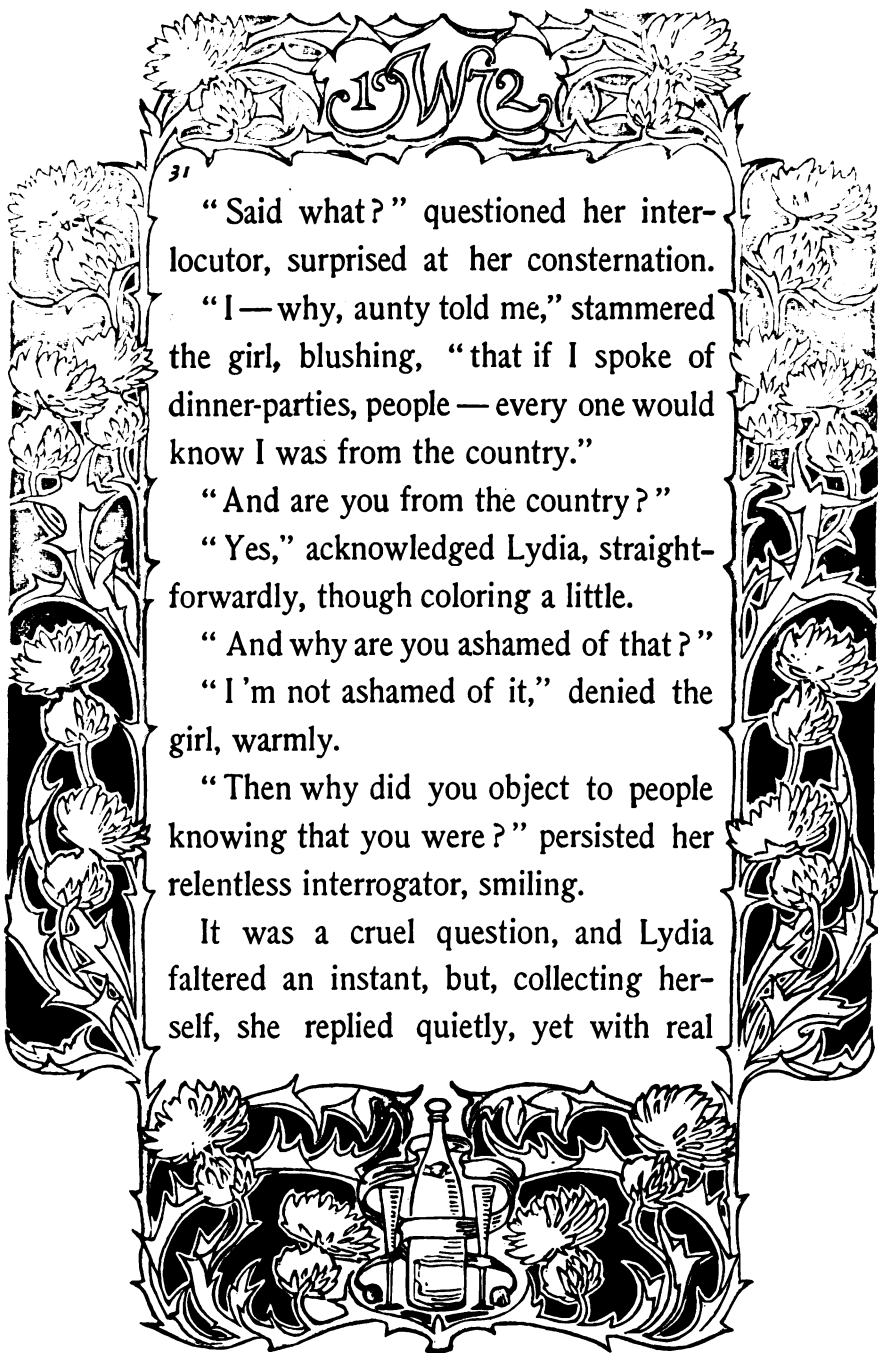 1 W 2
31
“ Said what ? ” questioned her inter-
locutor, surprised at her consternation.
“ I — why, aunty told me,” stammered
the girl, blushing, “ that if I spoke of
dinner-parties, people — every one would
know I was from the country.”
“ And are you from the country ? ”
“ Yes,” acknowledged Lydia, straight-
forwardly, though coloring a little.
“ And why are you ashamed of that ? ”
“ I ’m not ashamed of it,” denied the
girl, warmly.
“ Then why did you object to people
knowing that you were ? ” persisted her
relentless interrogator, smiling.
It was a cruel question, and Lydia
faltered an instant, but, collecting her-
self, she replied quietly, yet with real